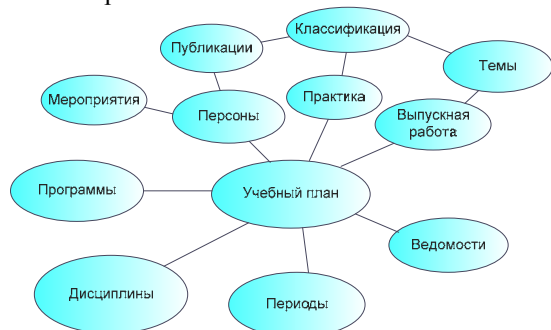 Классификация
Публикации
Темы
Мероприятия
Практика
Персоны
Выпускная
работа
Программы
Учебный план
Ведомости
Дисциплины
Периоды